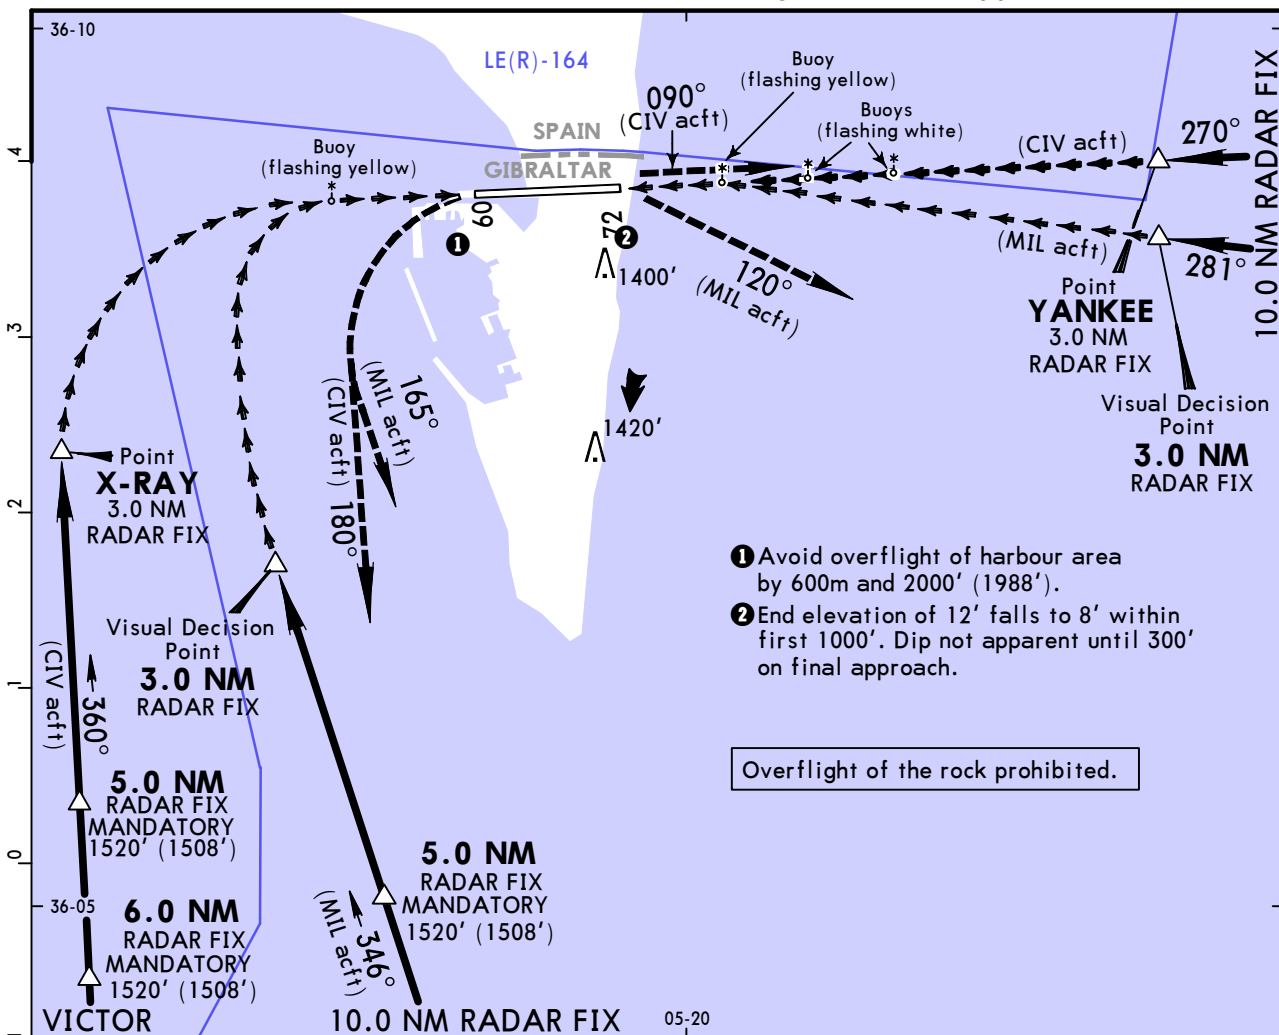 36-10
LE(R)-164
Buoy
(flashing yellow)
090°
(CIV acft)
Buoys
(flashing white)
(CIV acft)
270°
10.0 NM RADAR FIX
SPAIN
GIBRALTAR
Buoy
(flashing yellow)
4
09
27
1
2
1400'
120°
(MIL acft)
(MIL acft)
281°
Point
YANKEE
3.0 NM
RADAR FIX
3
165°
(MIL acft)
(CIV acft) 180°
1420'
Visual Decision
Point
3.0 NM
RADAR FIX
Point
X-RAY
3.0 NM
RADAR FIX
2
1 Avoid overflight of harbour area
by 600m and 2000' (1988').
2 End elevation of 12' falls to 8' within
first 1000'. Dip not apparent until 300'
on final approach.
Visual Decision
Point
3.0 NM
RADAR FIX
(CIV acft)
360°
1
Overflight of the rock prohibited.
5.0 NM
RADAR FIX
MANDATORY
1520' (1508')
0
5.0 NM
RADAR FIX
MANDATORY
1520' (1508')
36-05
6.0 NM
RADAR FIX
MANDATORY
1520' (1508')
346°
(MIL acft)
VICTOR
10.0 NM RADAR FIX
05-20